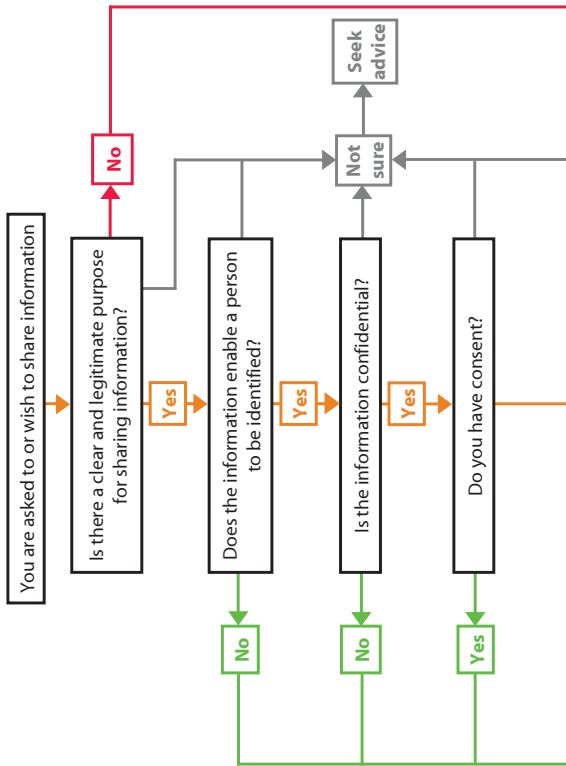 You are asked to or wish to share information
Is there a clear and legitimate purpose
for sharing information?
No
Yes
Does the information enable a person
to be identified?
No
Yes
Not
sure
Seek
advice
Is the information confidential?
No
Yes
Do you have consent?
Yes